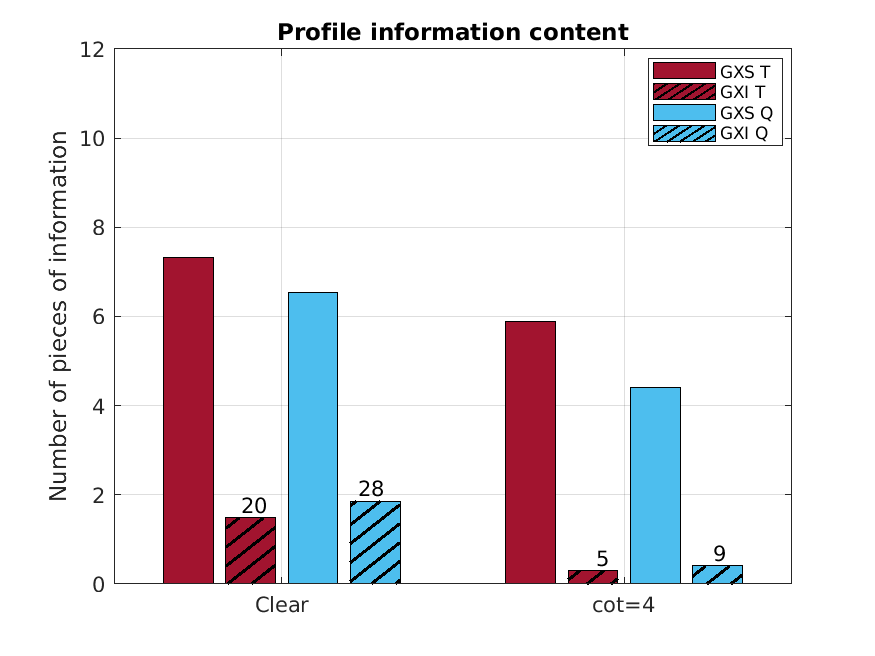 Profile information content
12
10
8
6
4
2
0
Number of pieces of information
GXS T
GXI T
GXS Q
GXI Q
20
28
5
9
Clear
cot=4